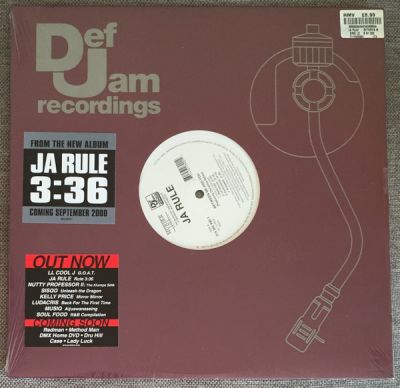 Def
Jam
recordings
HMV £5.99
FROM THE NEW ALBUM
JA RULE
3:36
COMING SEPTEMBER 2000
JA RULE
OUT NOW
LL COOL J G.O.A.T.
JA RULE Rule 3:36
NUTTY PROFESSOR II: The Klumps Sdtk
SISQO Unleash the Dragon
KELLY PRICE Mirror Mirror
LUDACRIS Back For The First Time
MUSIQ Aijuswanaseing
SOUL FOOD R&B Compilation
COMING SOON
Redman • Method Man
DMX Home DVD • Dru Hill
Case • Lady Luck